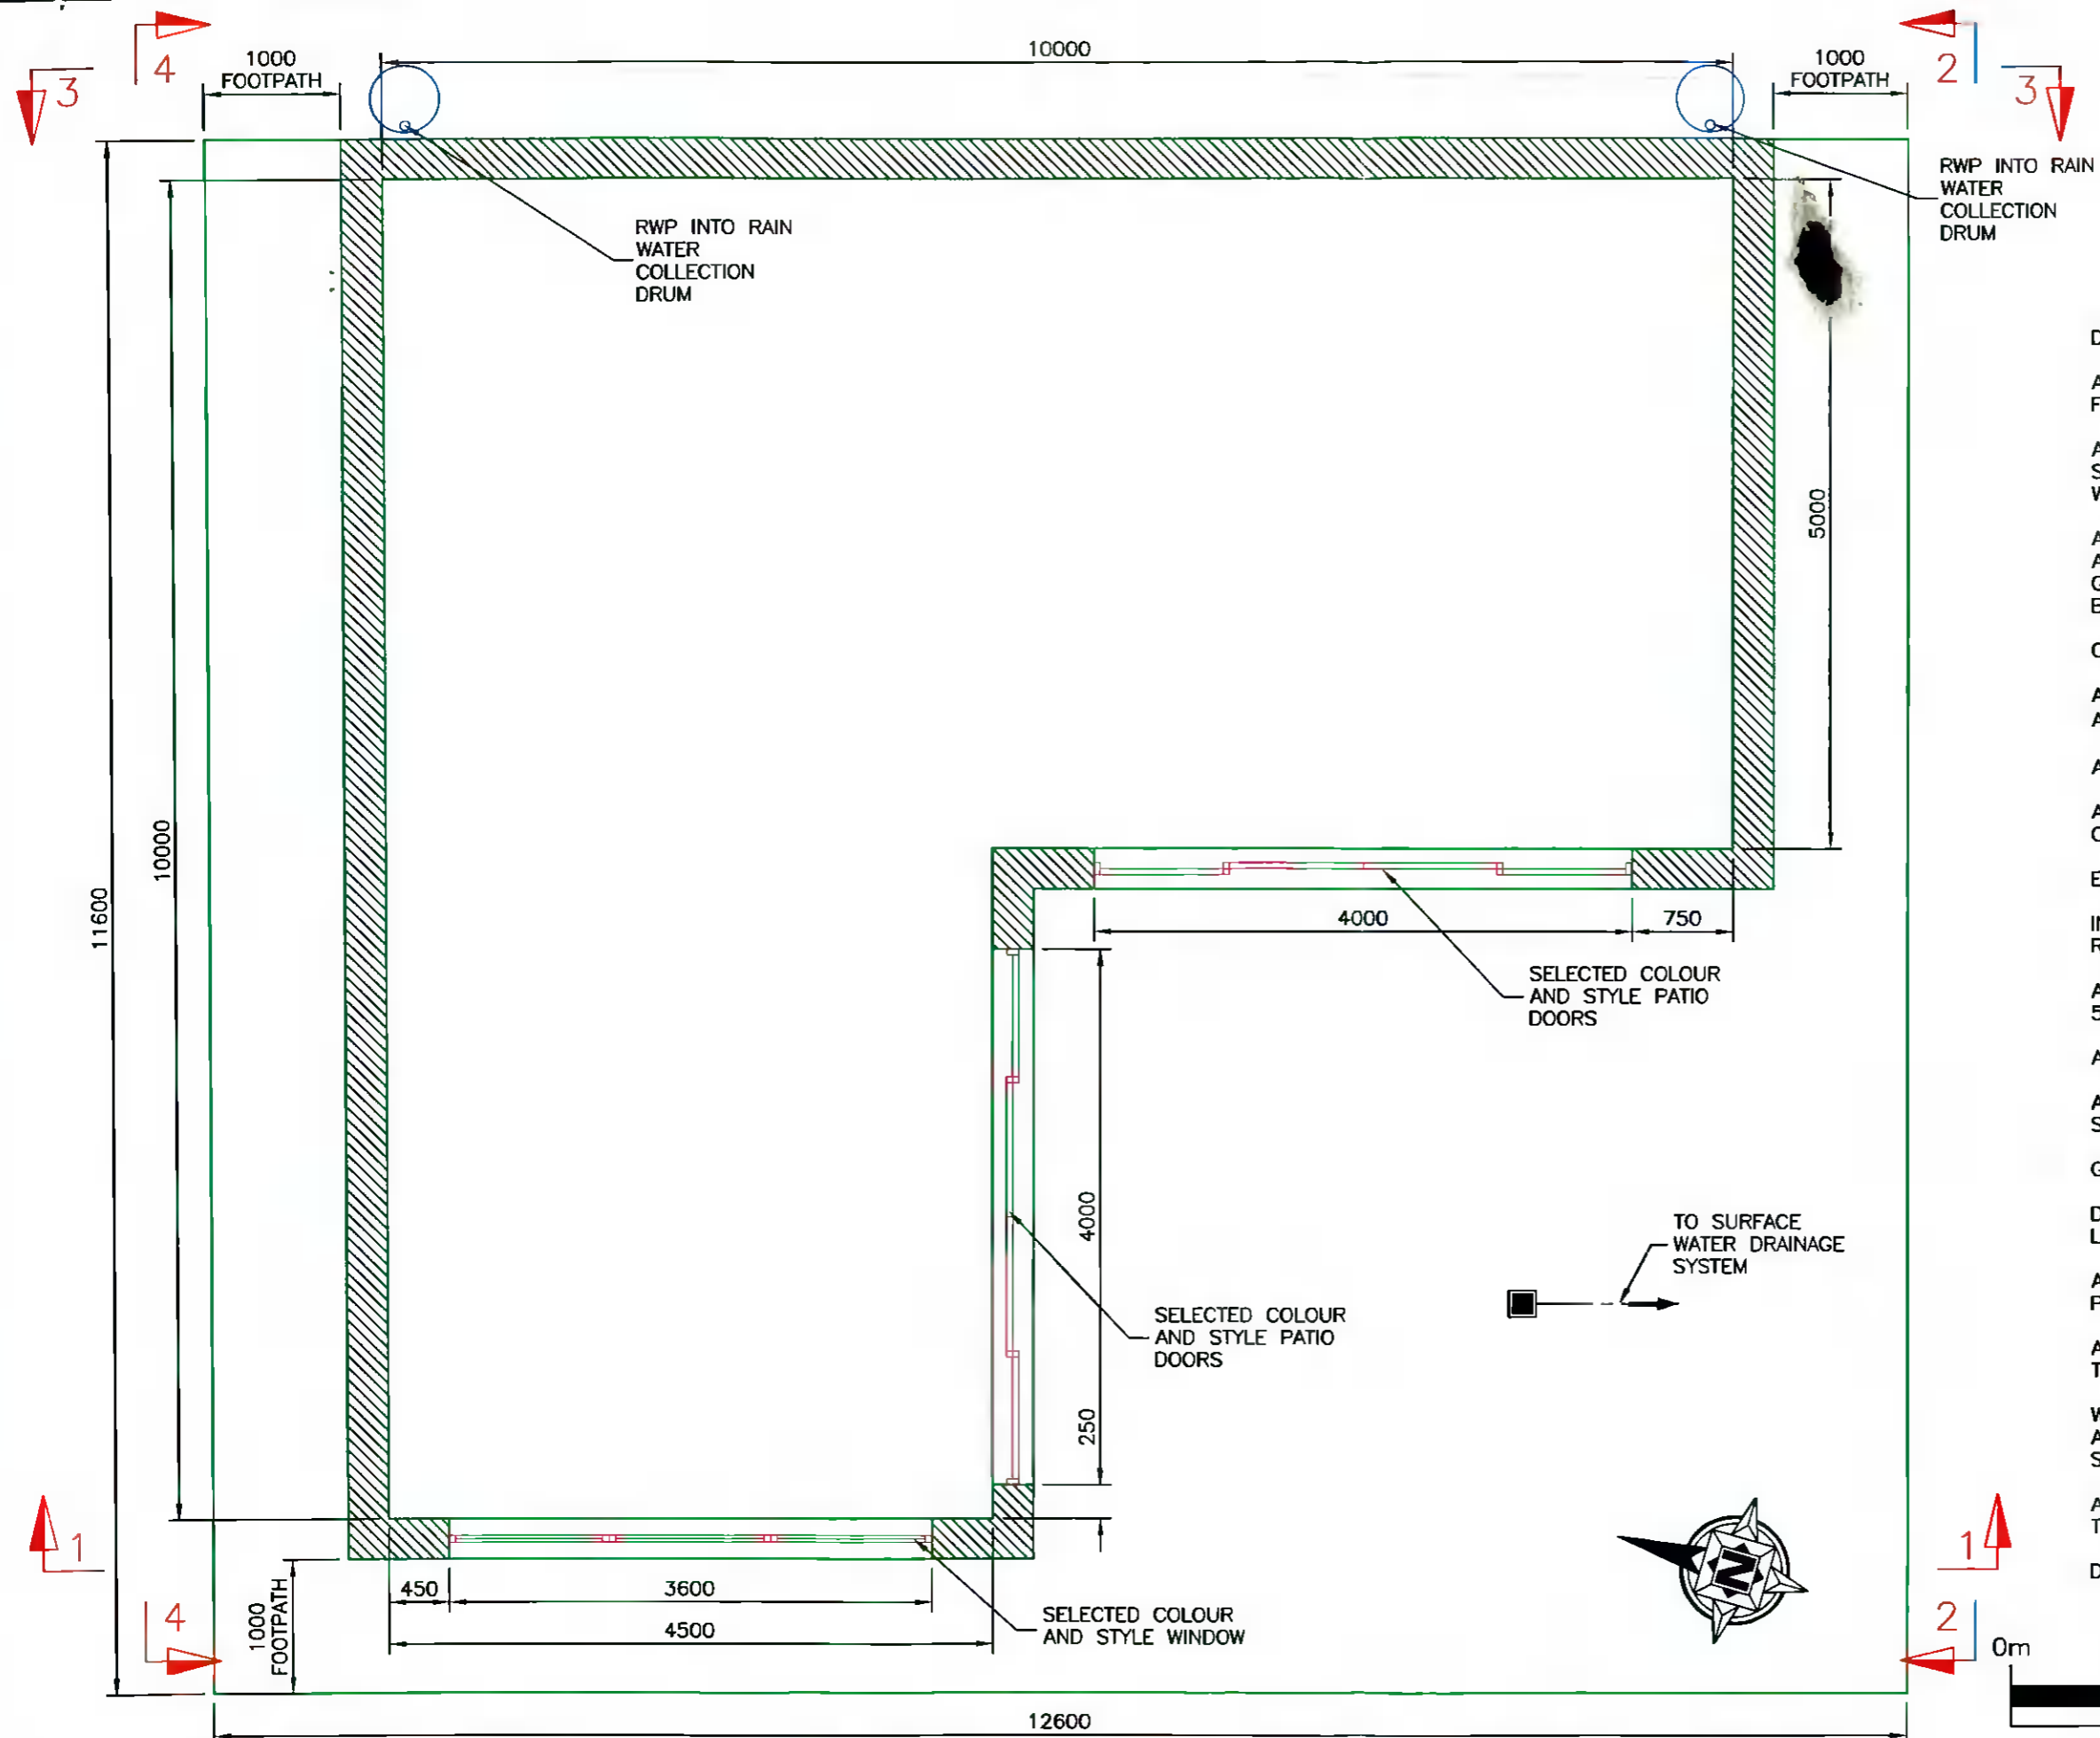 4
3
1000
FOOTPATH
10000
1000
FOOTPATH
2
3
RWP INTO RAIN
WATER
COLLECTION
DRUM
RWP INTO RAIN
WATER
COLLECTION
DRUM
5000
10000
11600
4000
750
SELECTED COLOUR
AND STYLE PATIO
DOORS
4000
250
SELECTED COLOUR
AND STYLE PATIO
DOORS
TO SURFACE
WATER DRAINAGE
SYSTEM
N
1
1
450
3600
4500
1000
FOOTPATH
SELECTED COLOUR
AND STYLE WINDOW
4
2
0m
12600